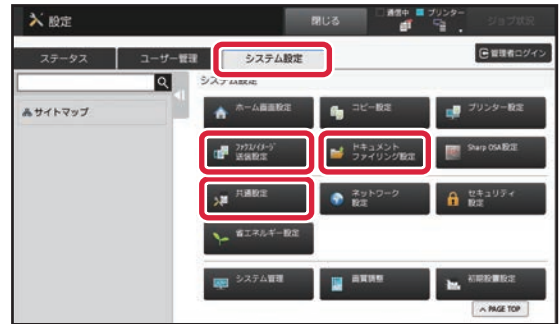 設定
閉じる
通信中
プリンター
ジョブ状況
ステータス
ユーザー管理
システム設定
管理者ログイン
システム設定
サイトマップ
ホーム画面設定
コピー設定
プリンター設定
ファクス/イメージ
送信設定
ドキュメント
ファイリング設定
Sharp OSA設定
共通設定
ネットワーク
設定
セキュリティ
設定
省エネルギー設定
システム管理
画質調整
初期設置設定
PAGE TOP